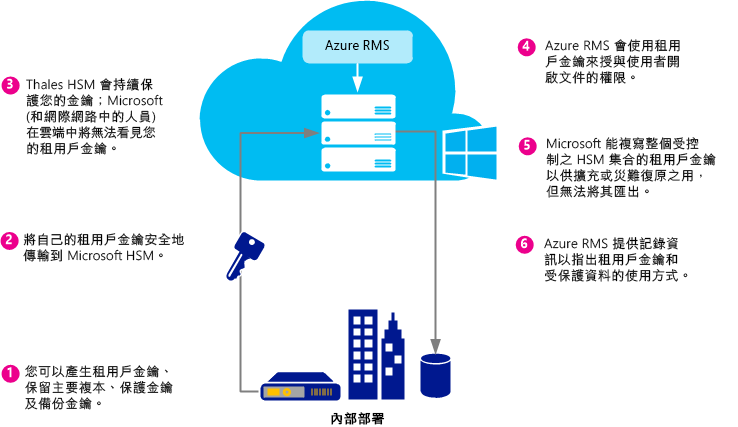 Azure RMS
3 Thales HSM 會持續保
護您的金鑰；Microsoft
(和網際網路中的人員)
在雲端中將無法看見您
的租用戶金鑰。
2 將自己的租用戶金鑰安全地
傳輸到 Microsoft HSM。
1 您可以產生租用戶金鑰、
保留主要複本、保護金鑰
及備份金鑰。
4 Azure RMS 會使用租用
戶金鑰來授與使用者開
啟文件的權限。
5 Microsoft 能複寫整個受控
制之 HSM 集合的租用戶金鑰
以供擴充或災難復原之用，
但無法將其匯出。
6 Azure RMS 提供記錄資
訊以指出租用戶金鑰和
受保護資料的使用方式。
內部部署